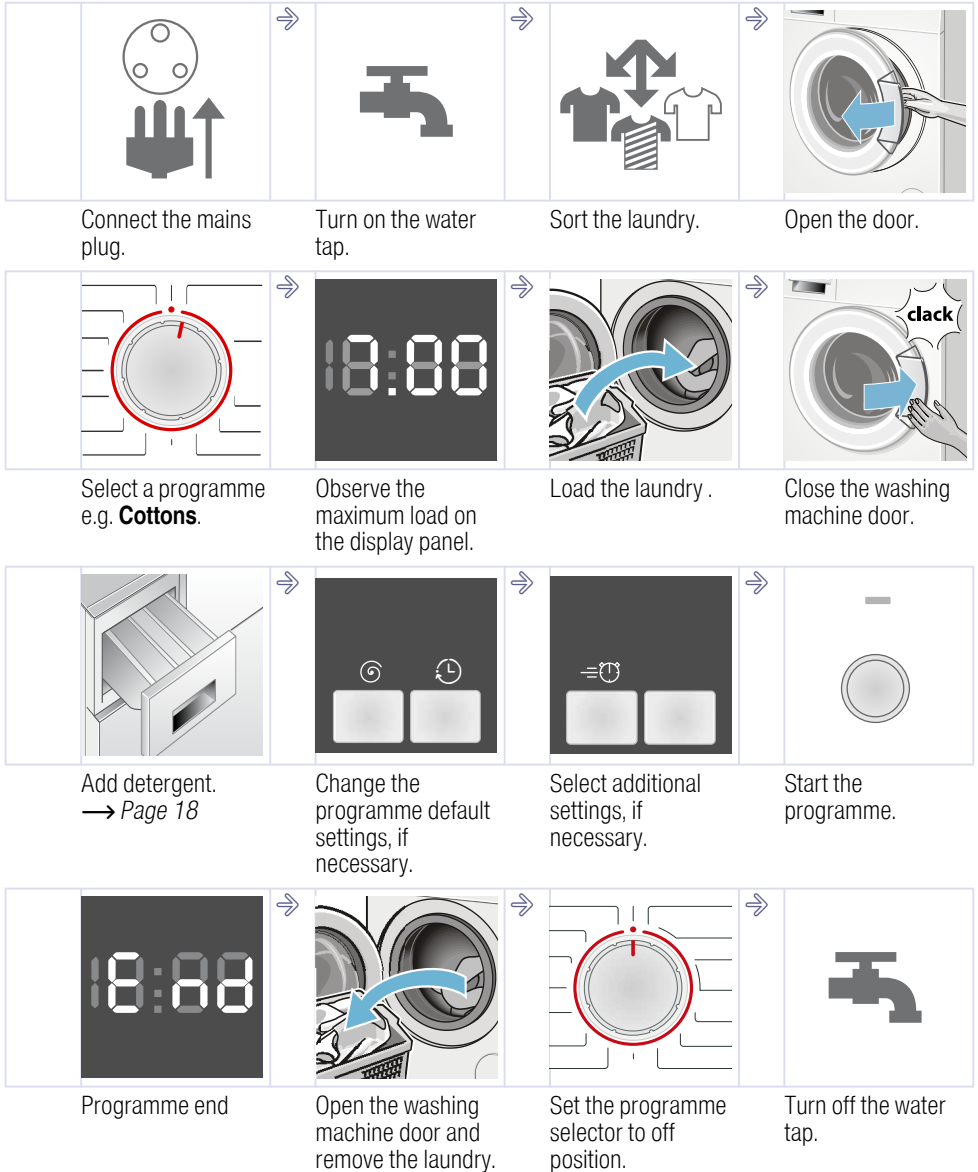 Connect the mains
plug.
Turn on the water
tap.
Sort the laundry.
Open the door.
7:00
clack
Select a programme
e.g. Cottons.
Observe the
maximum load on
the display panel.
Load the laundry .
Close the washing
machine door.
Add detergent.
→ Page 18
Change the
programme default
settings, if
necessary.
Select additional
settings, if
necessary.
Start the
programme.
End
Programme end
Open the washing
machine door and
remove the laundry.
Set the programme
selector to off
position.
Turn off the water
tap.